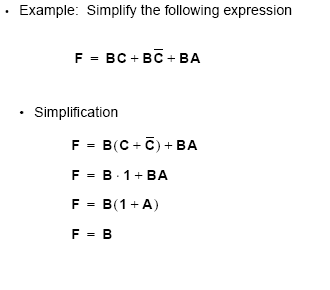 • Example: Simplify the following expression
F = BC + BC̅ + BA
• Simplification
F = B(C + C̅) + BA
F = B · 1 + BA
F = B(1 + A)
F = B